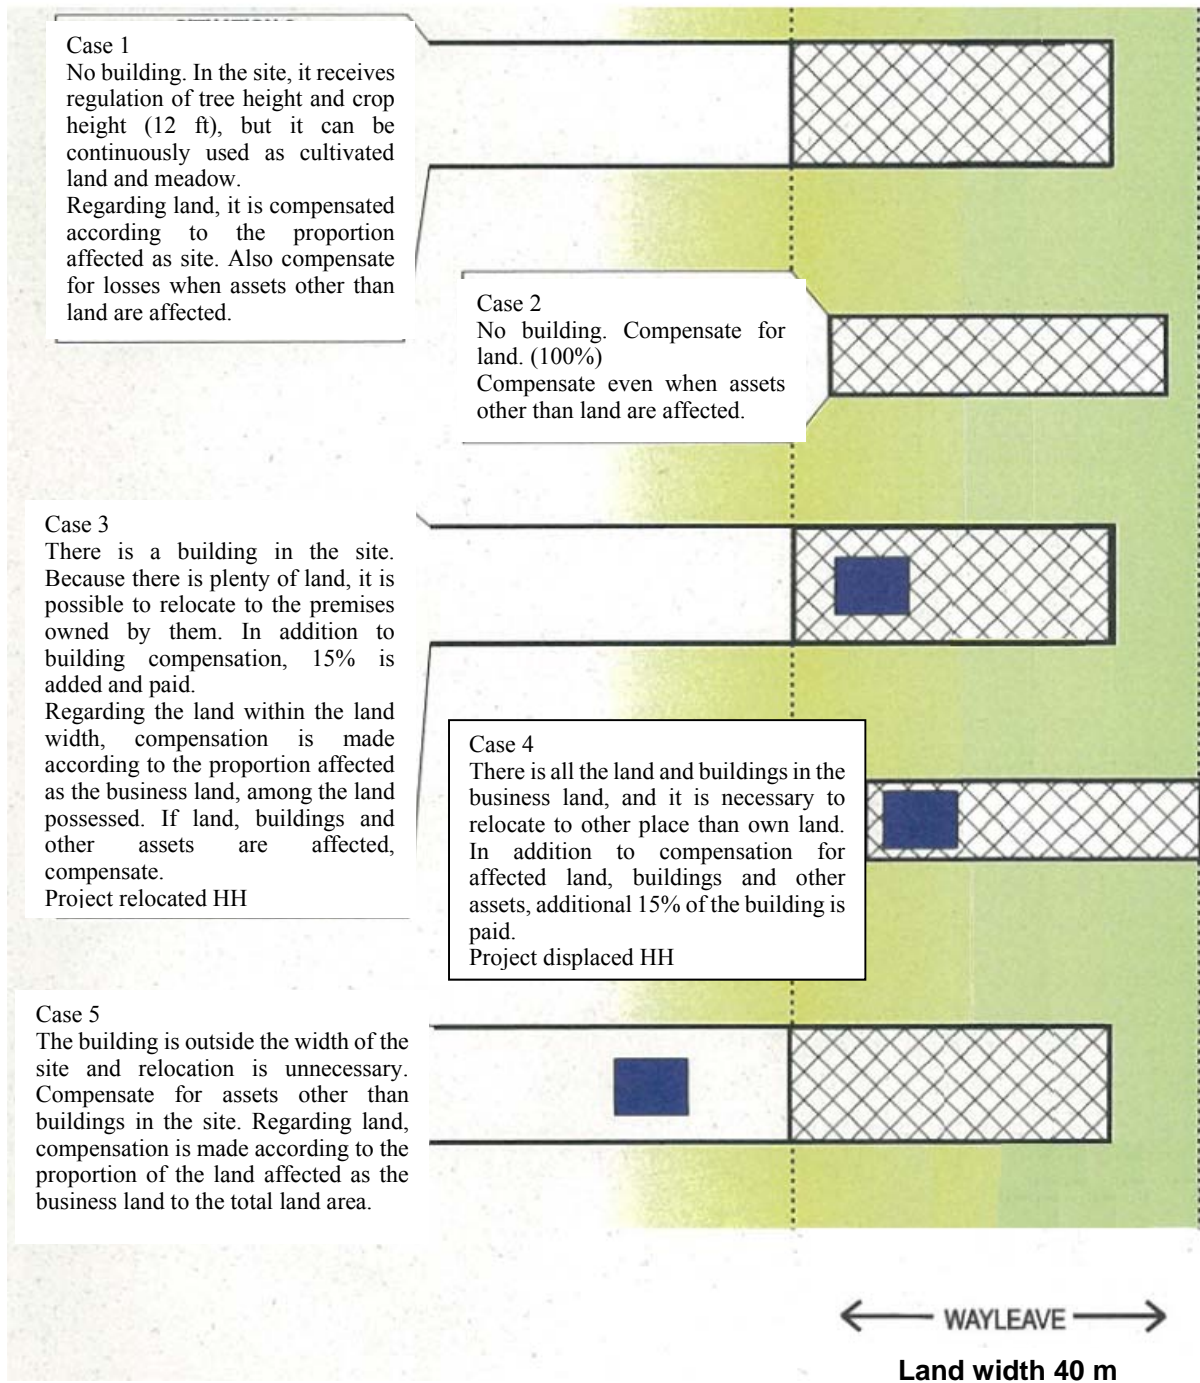 Case 1
No building. In the site, it receives
regulation of tree height and crop
height (12 ft), but it can be
continuously used as cultivated
land and meadow.
Regarding land, it is compensated
according to the proportion
affected as site. Also compensate
for losses when assets other than
land are affected.
Case 2
No building. Compensate for
land. (100%)
Compensate even when assets
other than land are affected.
Case 3
There is a building in the site.
Because there is plenty of land, it is
possible to relocate to the premises
owned by them. In addition to
building compensation, 15% is
added and paid.
Regarding the land within the land
width, compensation is made
according to the proportion affected
as the business land, among the land
possessed. If land, buildings and
other assets are affected,
compensate.
Project relocated HH
Case 4
There is all the land and buildings in the
business land, and it is necessary to
relocate to other place than own land.
In addition to compensation for
affected land, buildings and other
assets, additional 15% of the building is
paid.
Project displaced HH
Case 5
The building is outside the width of the
site and relocation is unnecessary.
Compensate for assets other than
buildings in the site. Regarding land,
compensation is made according to the
proportion of the land affected as the
business land to the total land area.
WAYLEAVE
Land width 40 m